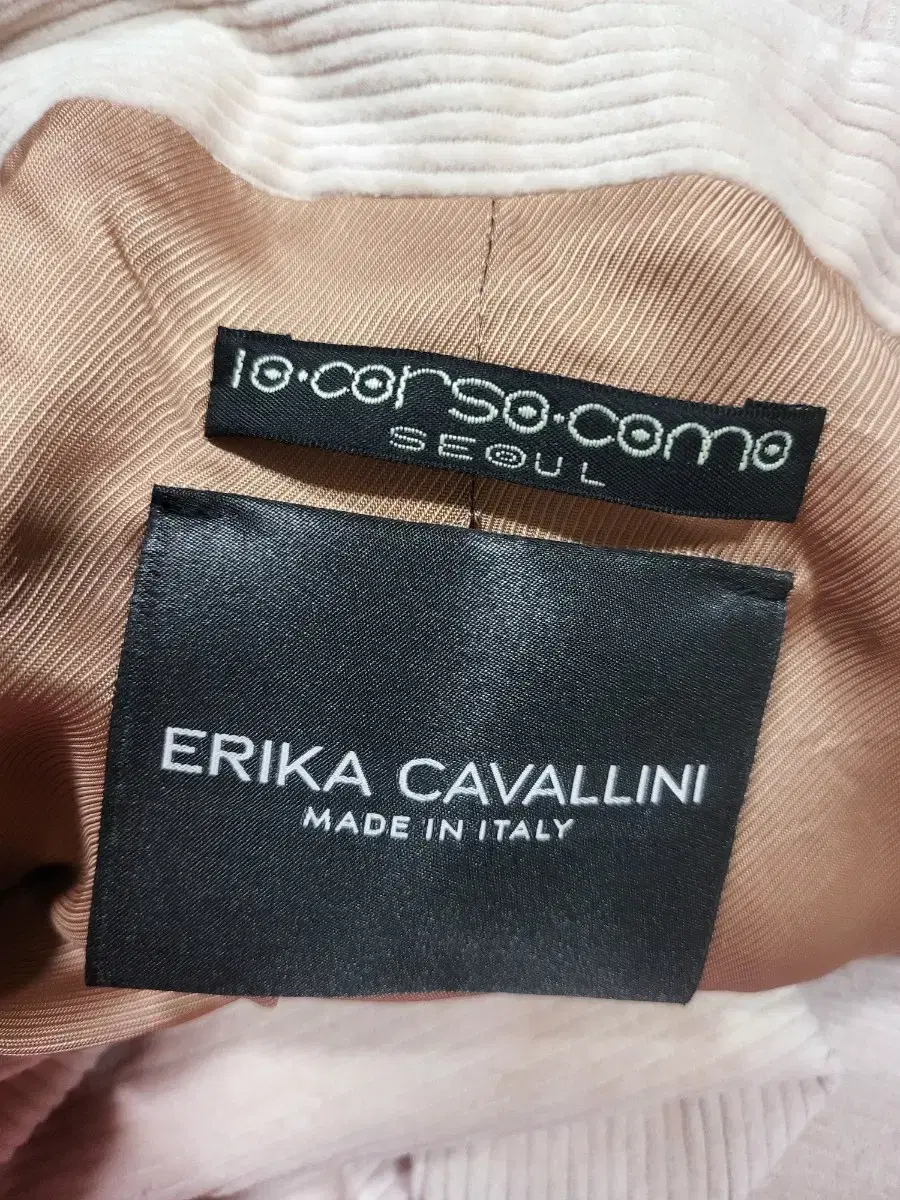 10·corso·como
SEOUL
ERIKA CAVALLINI
MADE IN ITALY